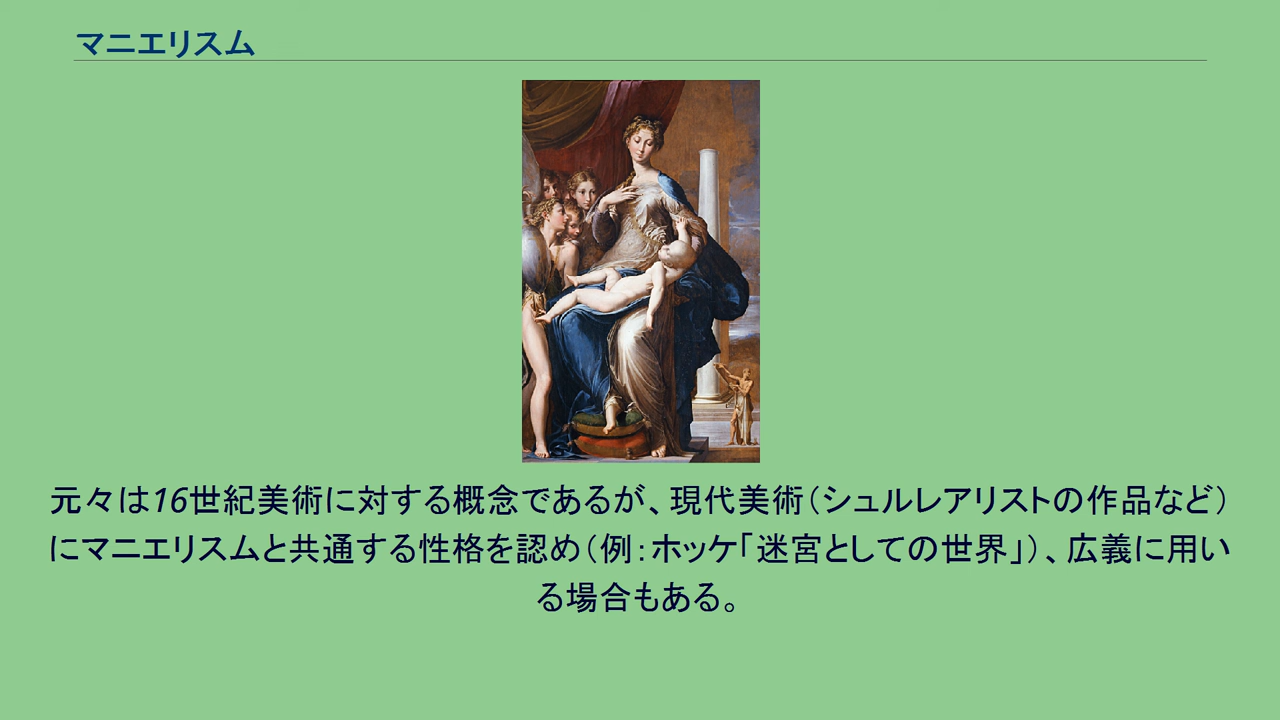 マニエリスム
元々は16世紀美術に対する概念であるが、現代美術（シュルレアリストの作品など）
にマニエリスムと共通する性格を認め（例：ホッケ「迷宮としての世界」）、広義に用い
る場合もある。